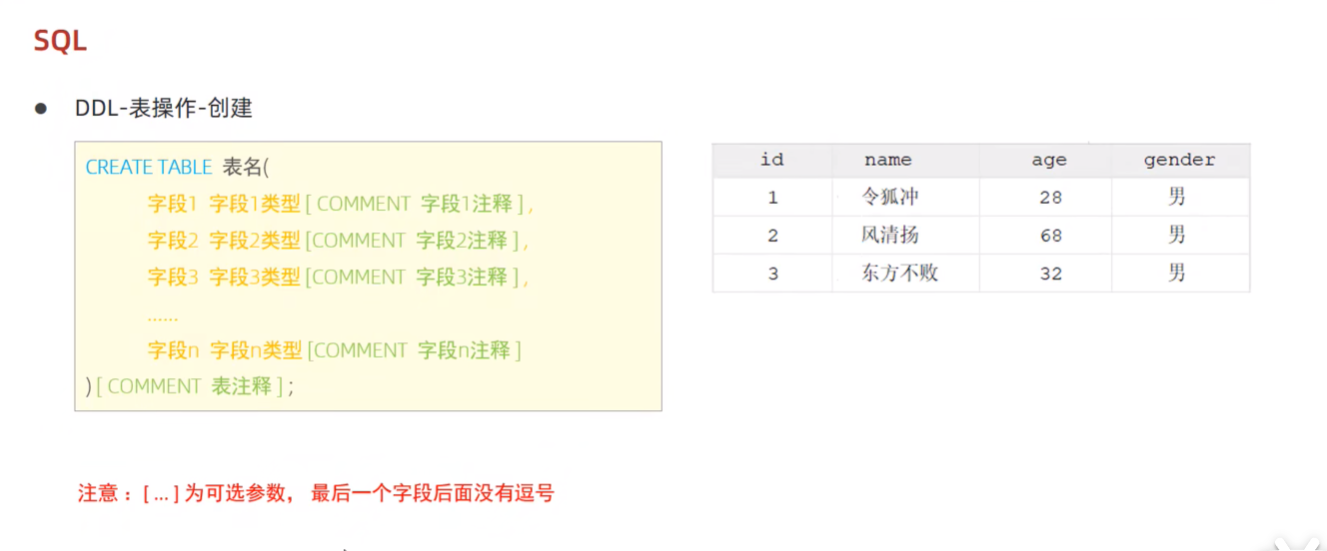 SQL
● DDL-表操作-创建
CREATE TABLE 表名(
字段1 字段1类型[ COMMENT 字段1注释 ],
字段2 字段2类型[COMMENT 字段2注释 ],
字段3 字段3类型[COMMENT 字段3注释 ],
......
字段n 字段n类型[COMMENT 字段n注释 ]
)[ COMMENT 表注释 ] ;
id name age gender
1 令狐冲 28 男
2 风清扬 68 男
3 东方不败 32 男
注意：[ ... ] 为可选参数， 最后一个字段后面没有逗号